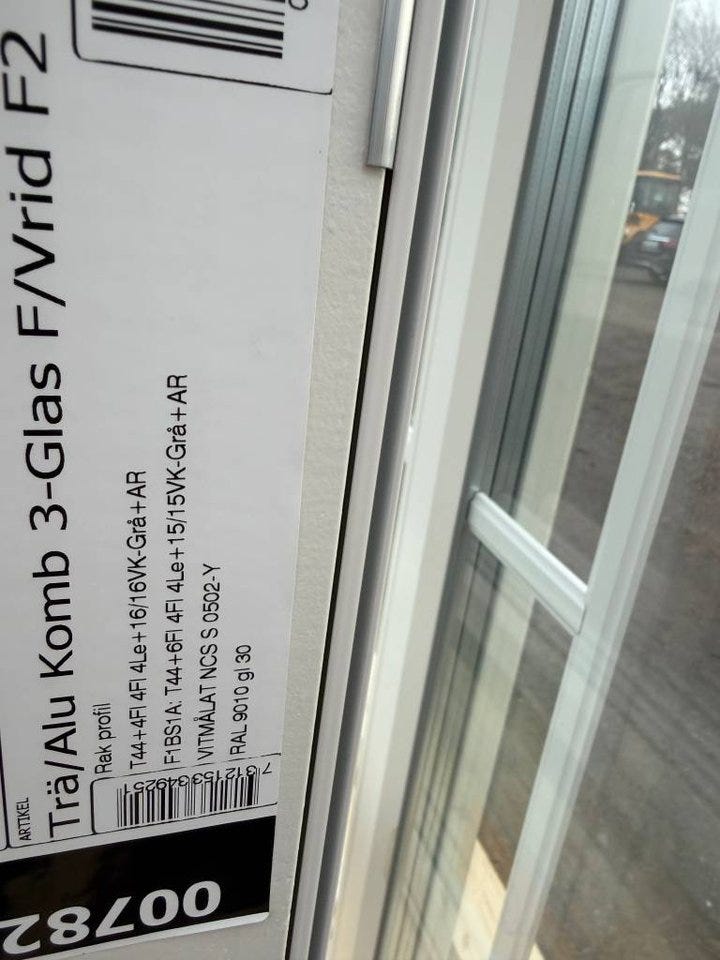 ARTIKEL
Trä/Alu Komb 3-Glas F/Vrid F2
Rak profil
T44+4Fl 4Fl 4Le+16/16VK-Grå+AR
F1BS1A: T44+6Fl 4Fl 4Le+15/15VK-Grå+AR
VITMÅLAT NCS S 0502-Y
RAL 9010 gl 30
7312153349251
00782